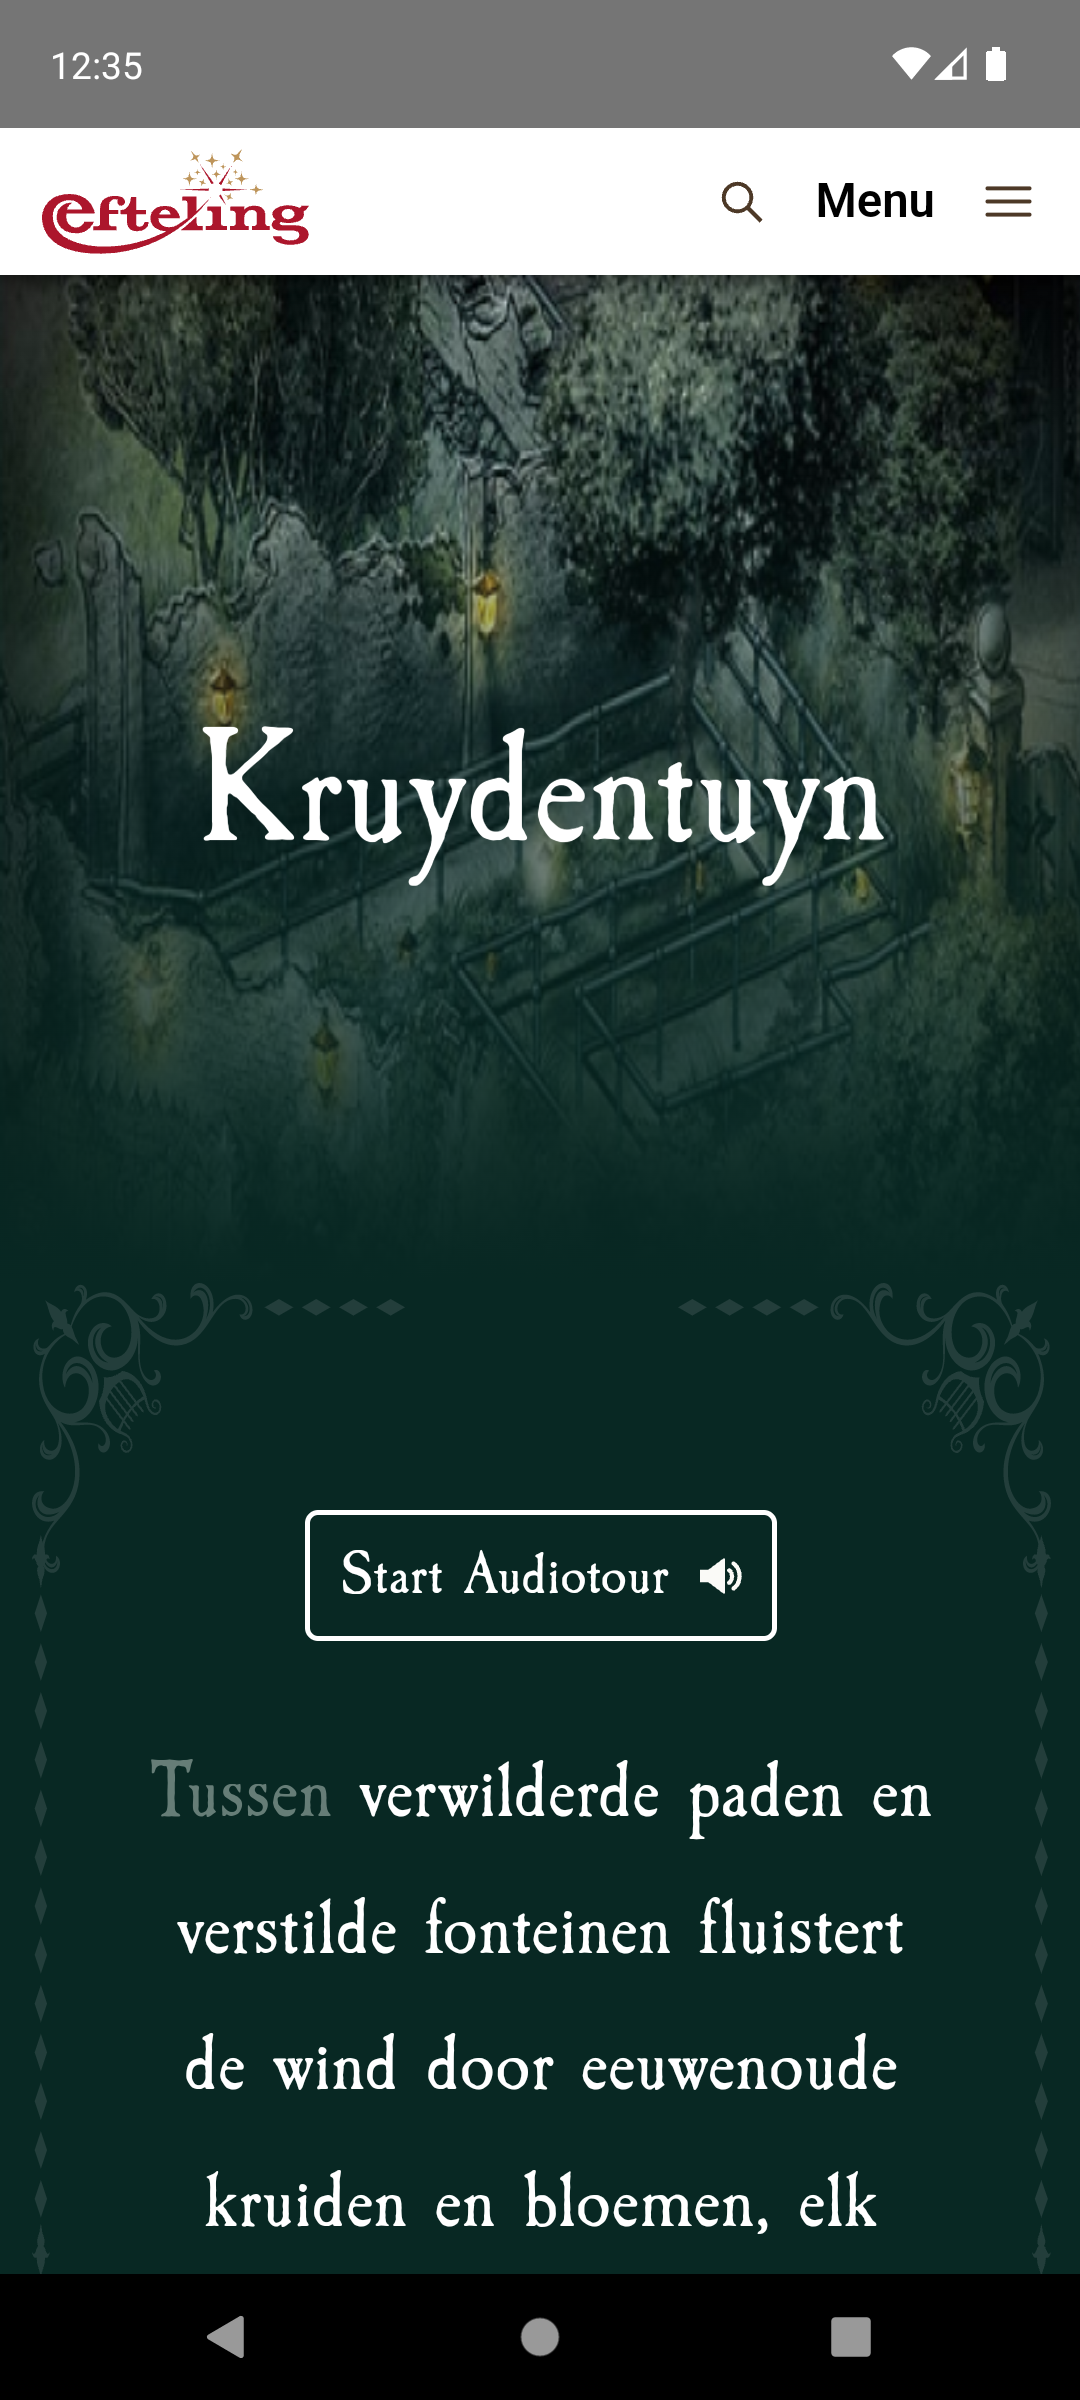 12:35
efteling
Menu
Kruydentuyn
Start Audiotour
Tussen verwilderde paden en
verstilde fonteinen fluistert
de wind door eeuwenoude
kruiden en bloemen, elk